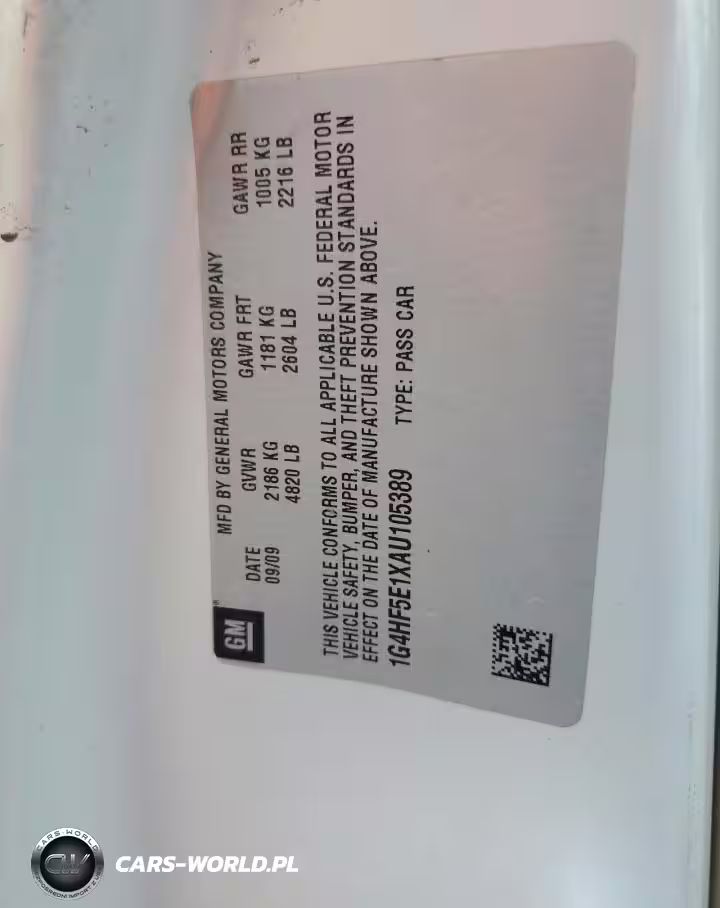 GM
MFD BY GENERAL MOTORS COMPANY
DATE GVWR GAWR FRT GAWR RR
09/09 2186 KG 1181 KG 1005 KG
4820 LB 2604 LB 2216 LB
THIS VEHICLE CONFORMS TO ALL APPLICABLE U.S. FEDERAL MOTOR
VEHICLE SAFETY, BUMPER, AND THEFT PREVENTION STANDARDS IN
EFFECT ON THE DATE OF MANUFACTURE SHOWN ABOVE.
1G4HF5E1XAU105389 TYPE: PASS CAR
CARS-WORLD
CW
CARS-WORLD.PL